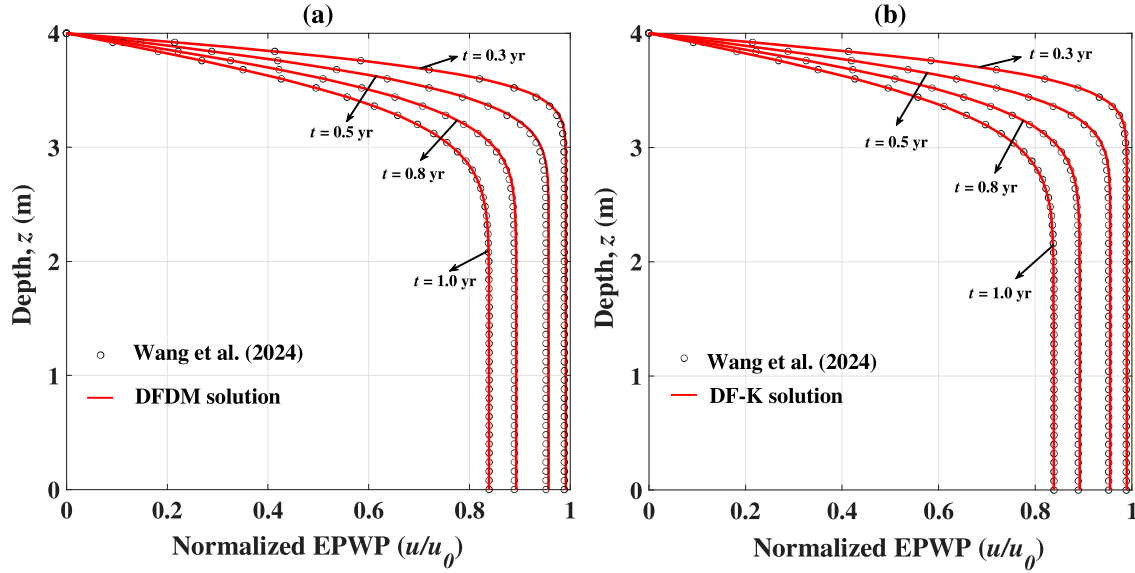 (a)
4
3
2
1
0
Depth, z (m)
t = 0.3 yr
t = 0.5 yr
t = 0.8 yr
t = 1.0 yr
Wang et al. (2024)
DFDM solution
0 0.2 0.4 0.6 0.8 1
Normalized EPWP (u/u0)
(b)
4
3
2
1
0
Depth, z (m)
t = 0.3 yr
t = 0.5 yr
t = 0.8 yr
t = 1.0 yr
Wang et al. (2024)
DF-K solution
0 0.2 0.4 0.6 0.8 1
Normalized EPWP (u/u0)